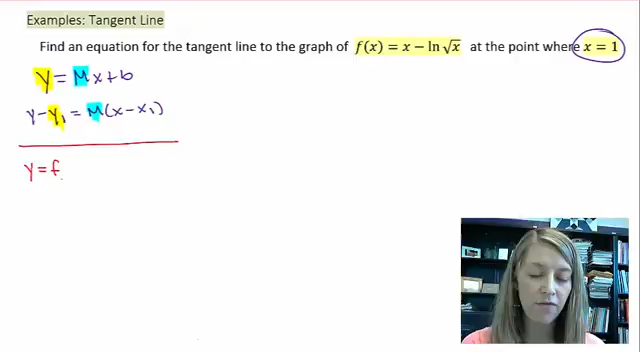 Examples: Tangent Line
Find an equation for the tangent line to the graph of f(x) = x − ln √x at the point where x = 1
y = Mx + b
y − y₁ = M(x − x₁)
y = f